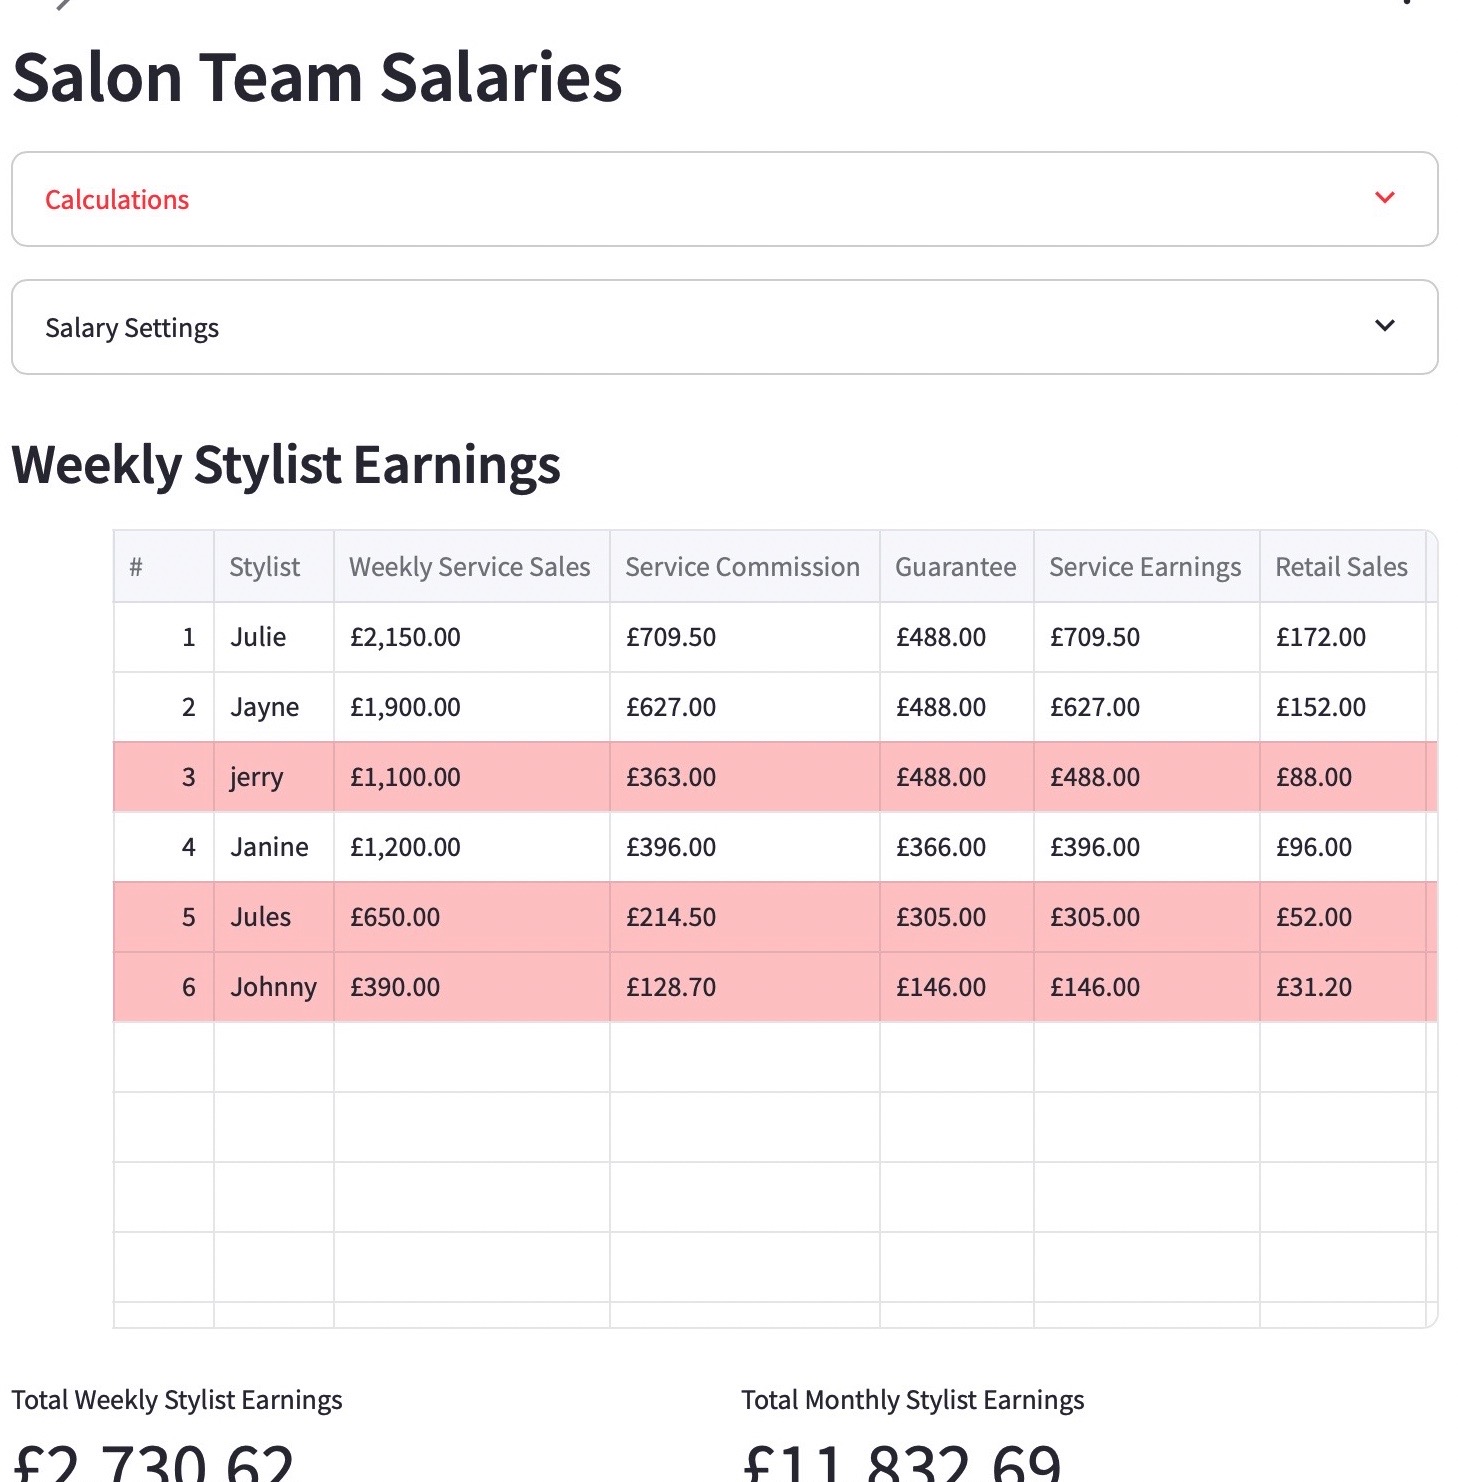 Salon Team Salaries
Calculations
Salary Settings
Weekly Stylist Earnings
# Stylist Weekly Service Sales Service Commission Guarantee Service Earnings Retail Sales
1 Julie £2,150.00 £709.50 £488.00 £709.50 £172.00
2 Jayne £1,900.00 £627.00 £488.00 £627.00 £152.00
3 jerry £1,100.00 £363.00 £488.00 £488.00 £88.00
4 Janine £1,200.00 £396.00 £366.00 £396.00 £96.00
5 Jules £650.00 £214.50 £305.00 £305.00 £52.00
6 Johnny £390.00 £128.70 £146.00 £146.00 £31.20
Total Weekly Stylist Earnings Total Monthly Stylist Earnings
£2,730.62 £11,832.69